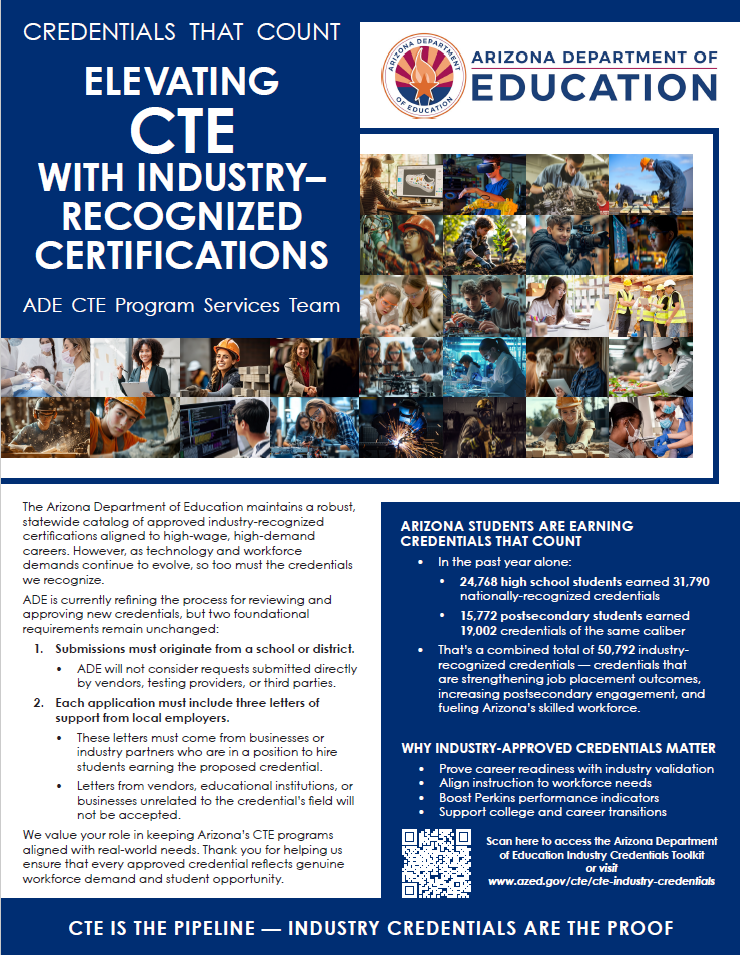 CREDENTIALS THAT COUNT
ELEVATING
CTE
WITH INDUSTRY–
RECOGNIZED
CERTIFICATIONS
ADE CTE Program Services Team
ARIZONA DEPARTMENT
OF EDUCATION
ARIZONA DEPARTMENT OF
EDUCATION
The Arizona Department of Education maintains a robust,
statewide catalog of approved industry-recognized
certifications aligned to high-wage, high-demand
careers. However, as technology and workforce
demands continue to evolve, so too must the credentials
we recognize.
ADE is currently refining the process for reviewing and
approving new credentials, but two foundational
requirements remain unchanged:
1. Submissions must originate from a school or district.
• ADE will not consider requests submitted directly
by vendors, testing providers, or third parties.
2. Each application must include three letters of
support from local employers.
• These letters must come from businesses or
industry partners who are in a position to hire
students earning the proposed credential.
• Letters from vendors, educational institutions, or
businesses unrelated to the credential's field will
not be accepted.
We value your role in keeping Arizona's CTE programs
aligned with real-world needs. Thank you for helping us
ensure that every approved credential reflects genuine
workforce demand and student opportunity.
ARIZONA STUDENTS ARE EARNING
CREDENTIALS THAT COUNT
• In the past year alone:
• 24,768 high school students earned 31,790
nationally-recognized credentials
• 15,772 postsecondary students earned
19,002 credentials of the same caliber
• That's a combined total of 50,792 industry-
recognized credentials — credentials that
are strengthening job placement outcomes,
increasing postsecondary engagement, and
fueling Arizona's skilled workforce.
WHY INDUSTRY-APPROVED CREDENTIALS MATTER
• Prove career readiness with industry validation
• Align instruction to workforce needs
• Boost Perkins performance indicators
• Support college and career transitions
Scan here to access the Arizona Department
of Education Industry Credentials Toolkit
or visit
www.azed.gov/cte/cte-industry-credentials
CTE IS THE PIPELINE — INDUSTRY CREDENTIALS ARE THE PROOF